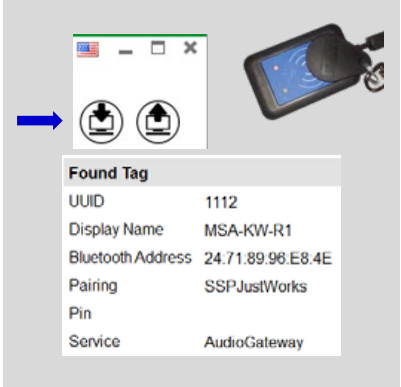 Found Tag
UUID 1112
Display Name MSA-KW-R1
Bluetooth Address 24.71.89.96.E8.4E
Pairing SSPJustWorks
Pin
Service AudioGateway